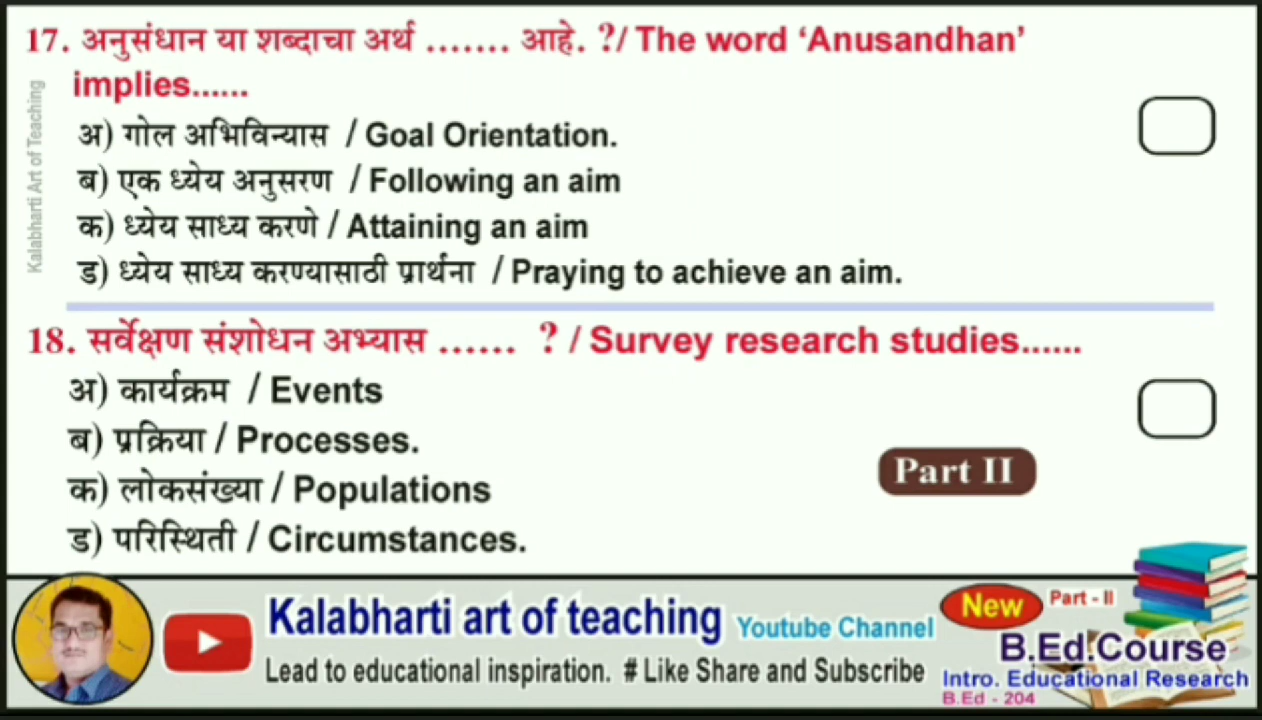 17. अनुसंधान या शब्दाचा अर्थ ....... आहे. ?/ The word ‘Anusandhan’
implies......
अ) गोल अभिविन्यास / Goal Orientation.
ब) एक ध्येय अनुसरण / Following an aim
क) ध्येय साध्य करणे / Attaining an aim
ड) ध्येय साध्य करण्यासाठी प्रार्थना / Praying to achieve an aim.
Kalabharti Art of Teaching
18. सर्वेक्षण संशोधन अभ्यास ...... ? / Survey research studies......
अ) कार्यक्रम / Events
ब) प्रक्रिया / Processes.
क) लोकसंख्या / Populations
ड) परिस्थिती / Circumstances.
Part II
Kalabharti art of teaching Youtube Channel
Lead to educational inspiration. # Like Share and Subscribe
New Part - II
B.Ed.Course
Intro. Educational Research
B.Ed - 204